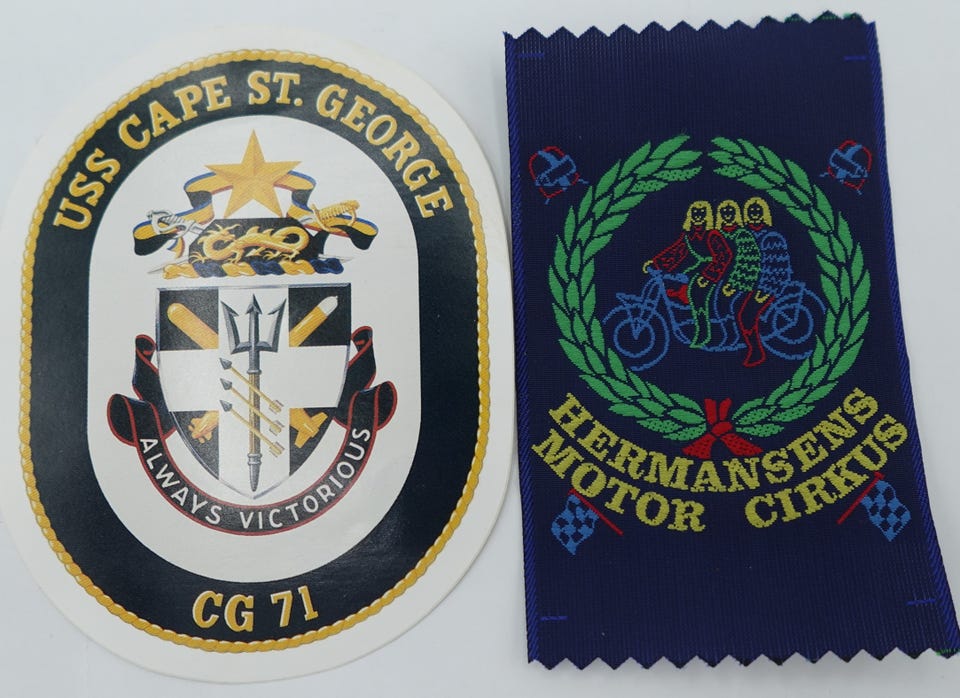 USS CAPE ST. GEORGE
ALWAYS VICTORIOUS
CG 71
HERMANSENS
MOTOR CIRKUS